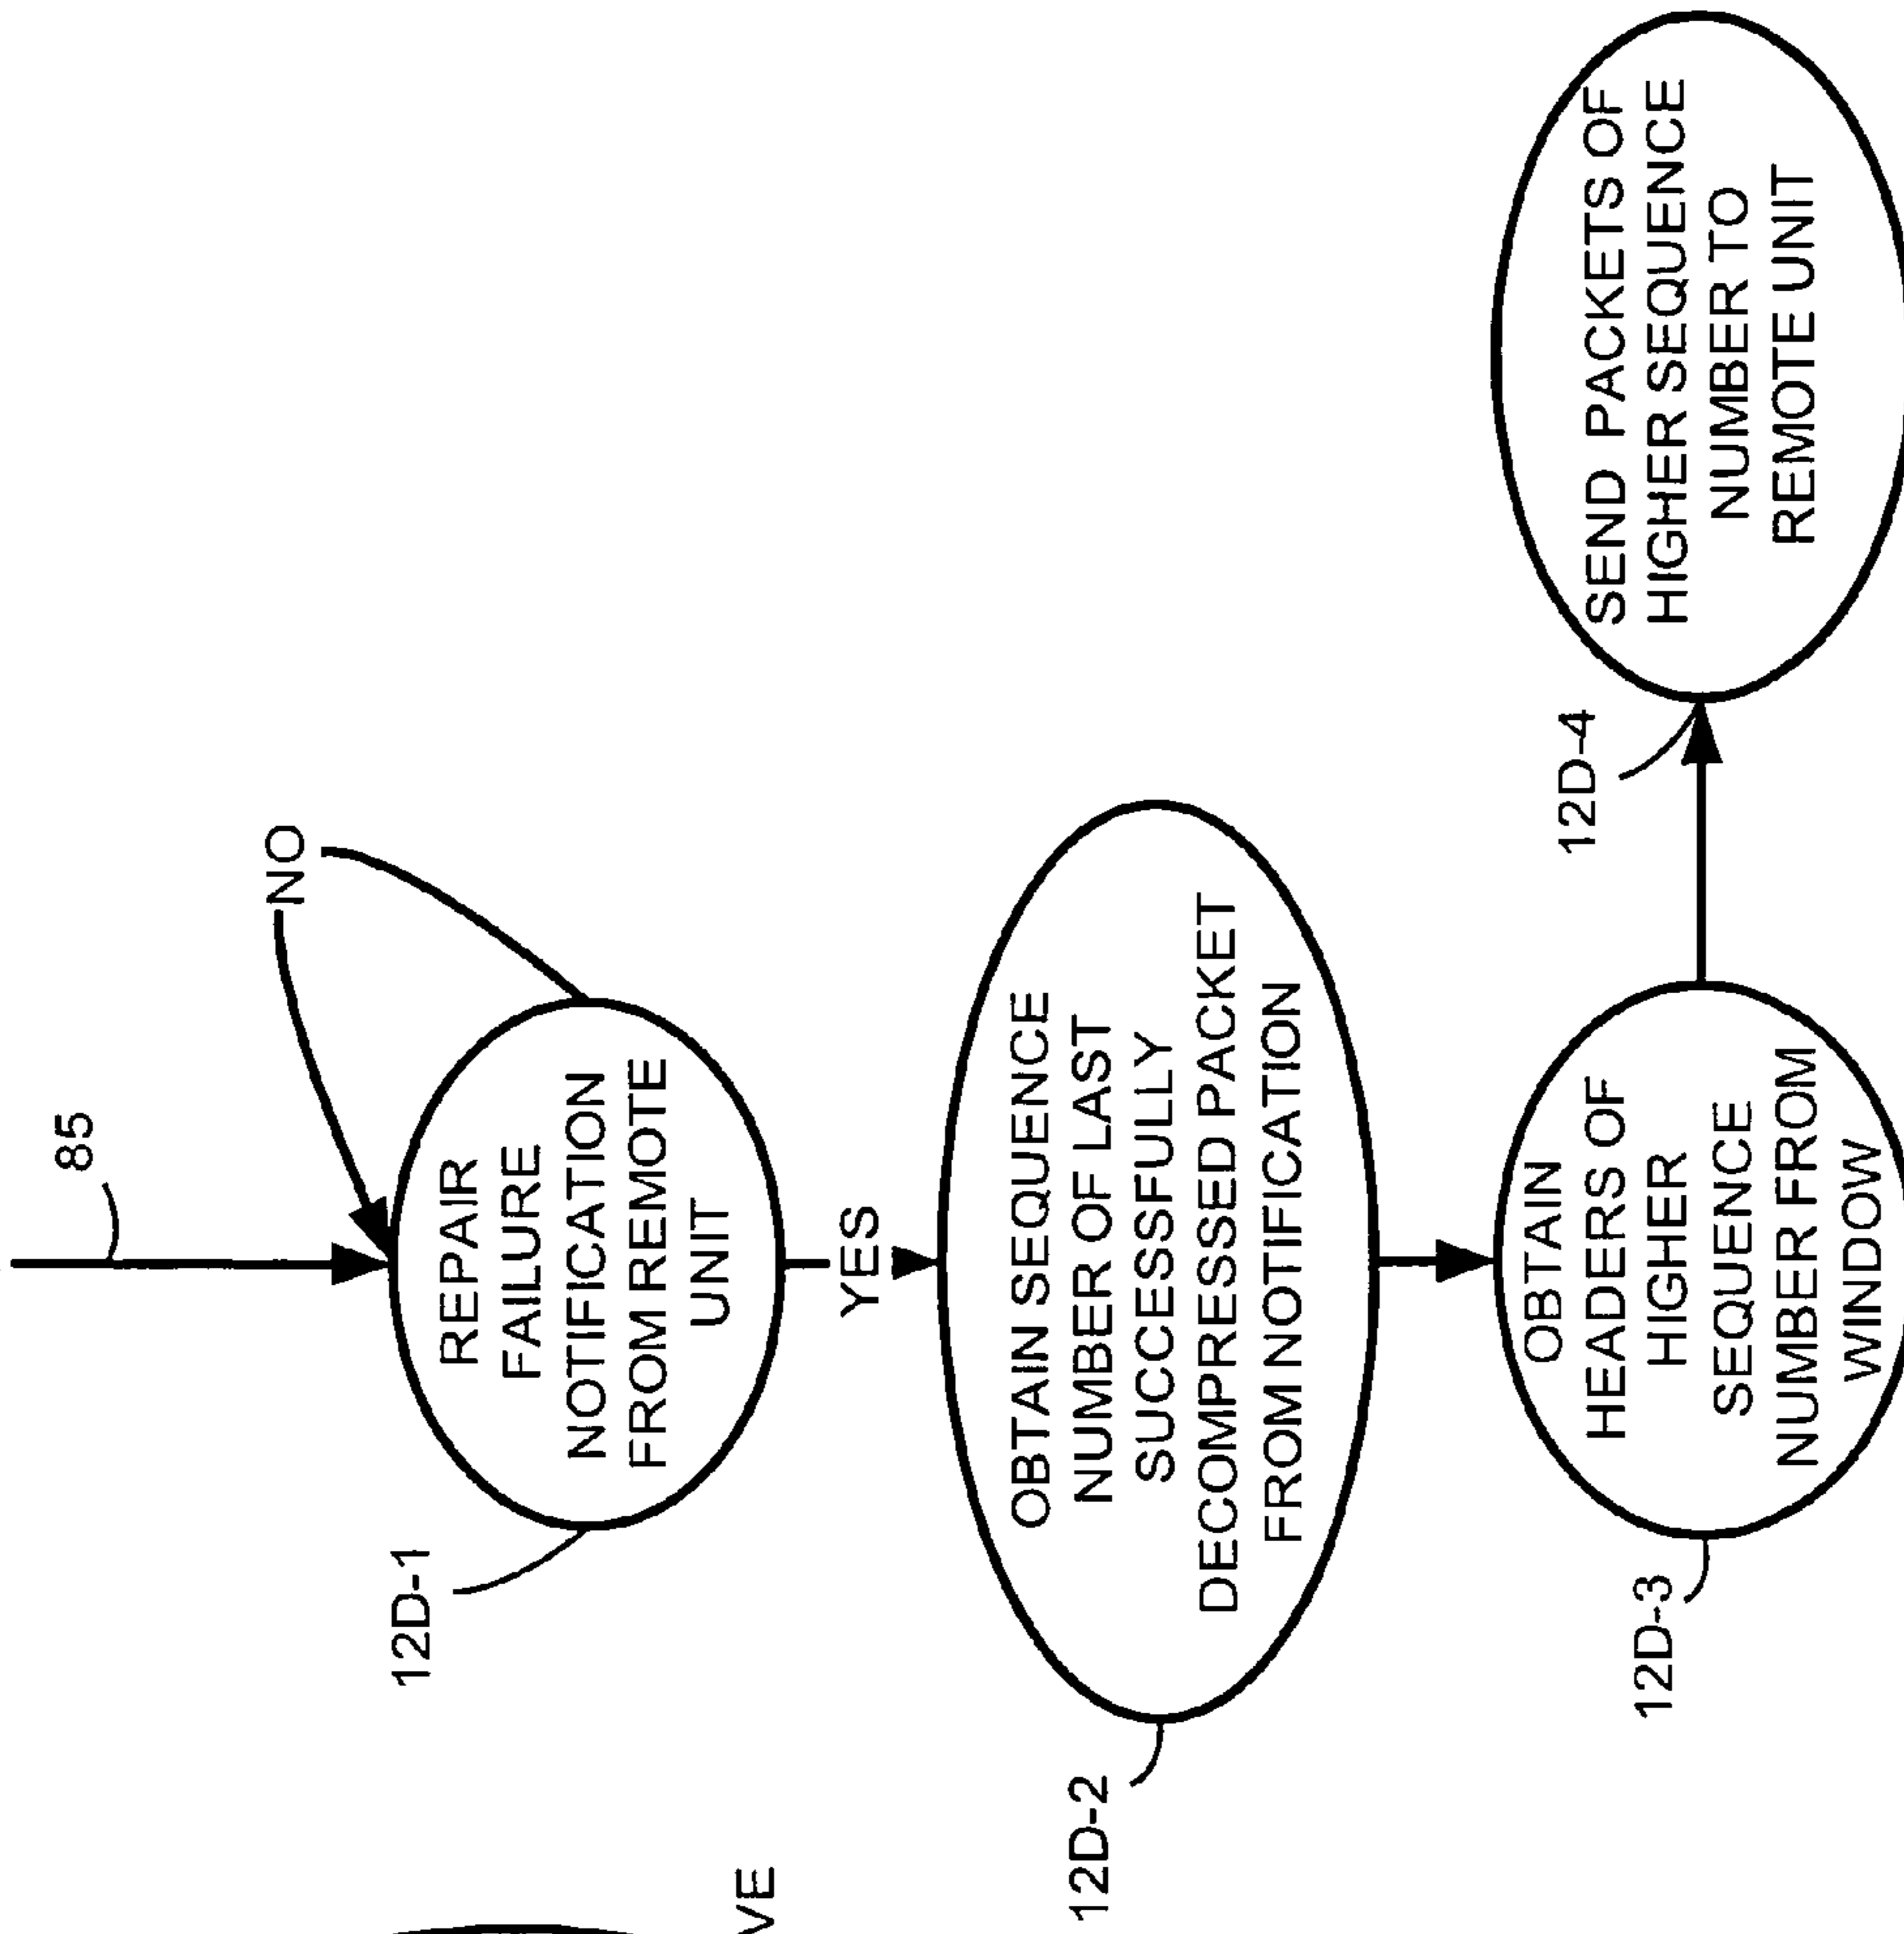 85
NO
12D-1
REPAIR
FAILURE
NOTIFICATION
FROM REMOTE
UNIT
YES
12D-2
OBTAIN SEQUENCE
NUMBER OF LAST
SUCCESSFULLY
DECOMPRESSED PACKET
FROM NOTIFICATION
12D-3
OBTAIN
HEADERS OF
HIGHER
SEQUENCE
NUMBER FROM
WINDOW
12D-4
SEND PACKETS OF
HIGHER SEQUENCE
NUMBER TO
REMOTE UNIT
VE